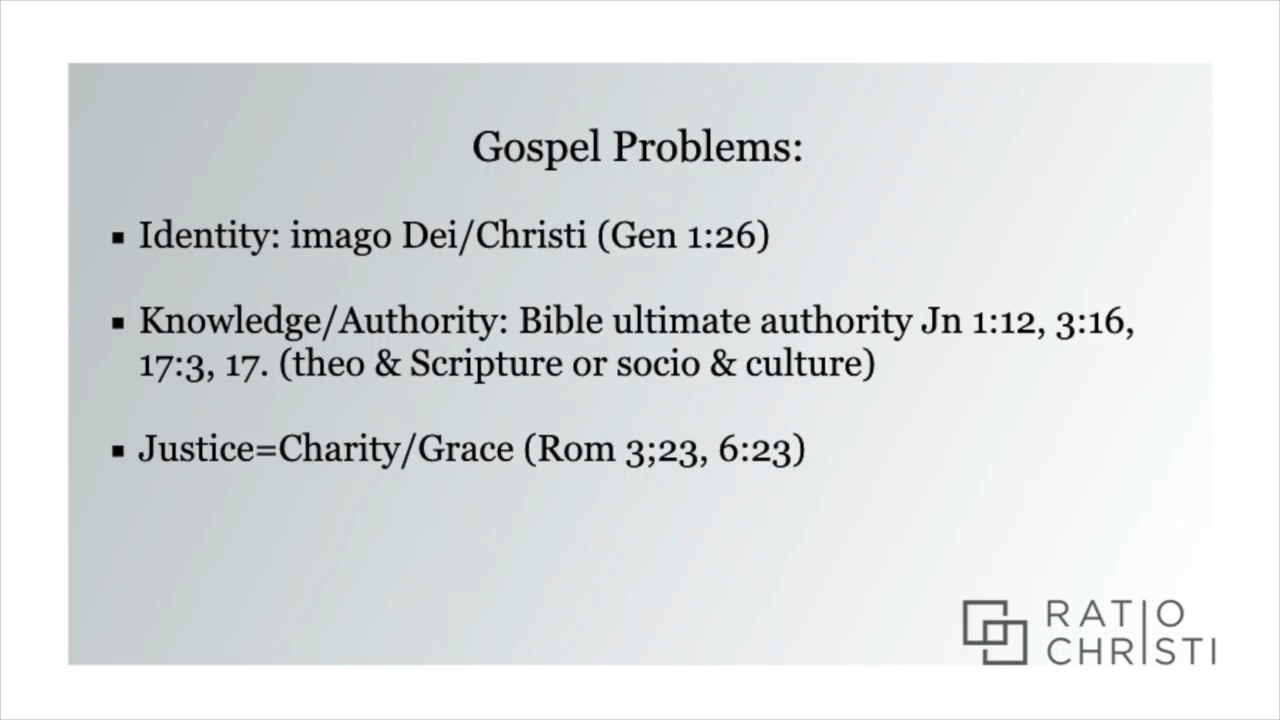 Gospel Problems:
▪ Identity: imago Dei/Christi (Gen 1:26)
▪ Knowledge/Authority: Bible ultimate authority Jn 1:12, 3:16,
17:3, 17. (theo & Scripture or socio & culture)
▪ Justice=Charity/Grace (Rom 3;23, 6:23)
RATIO
CHRISTI